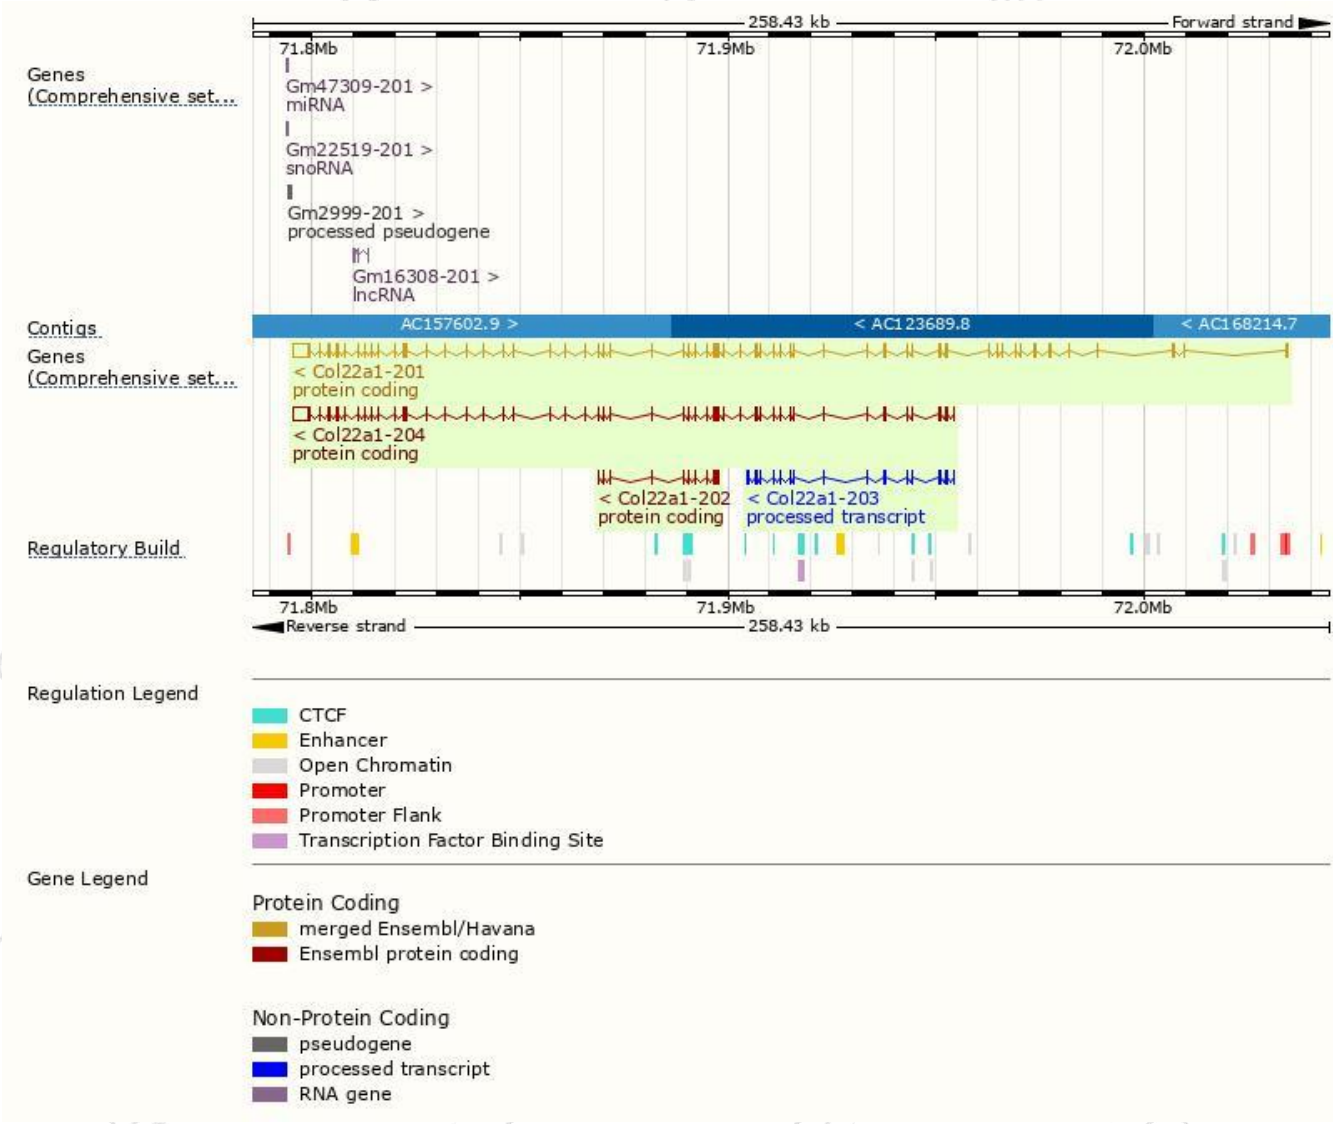 258.43 kb Forward strand
71.8Mb 71.9Mb 72.0Mb
Genes
(Comprehensive set...
Gm47309-201 >
miRNA
Gm22519-201 >
snoRNA
Gm2999-201 >
processed pseudogene
Gm16308-201 >
lncRNA
Contigs AC157602.9 > < AC123689.8 < AC168214.7
Genes
(Comprehensive set...
< Col22a1-201
protein coding
< Col22a1-204
protein coding
< Col22a1-202 < Col22a1-203
protein coding processed transcript
Regulatory Build
71.8Mb 71.9Mb 72.0Mb
Reverse strand 258.43 kb
Regulation Legend
CTCF
Enhancer
Open Chromatin
Promoter
Promoter Flank
Transcription Factor Binding Site
Gene Legend
Protein Coding
merged Ensembl/Havana
Ensembl protein coding
Non-Protein Coding
pseudogene
processed transcript
RNA gene